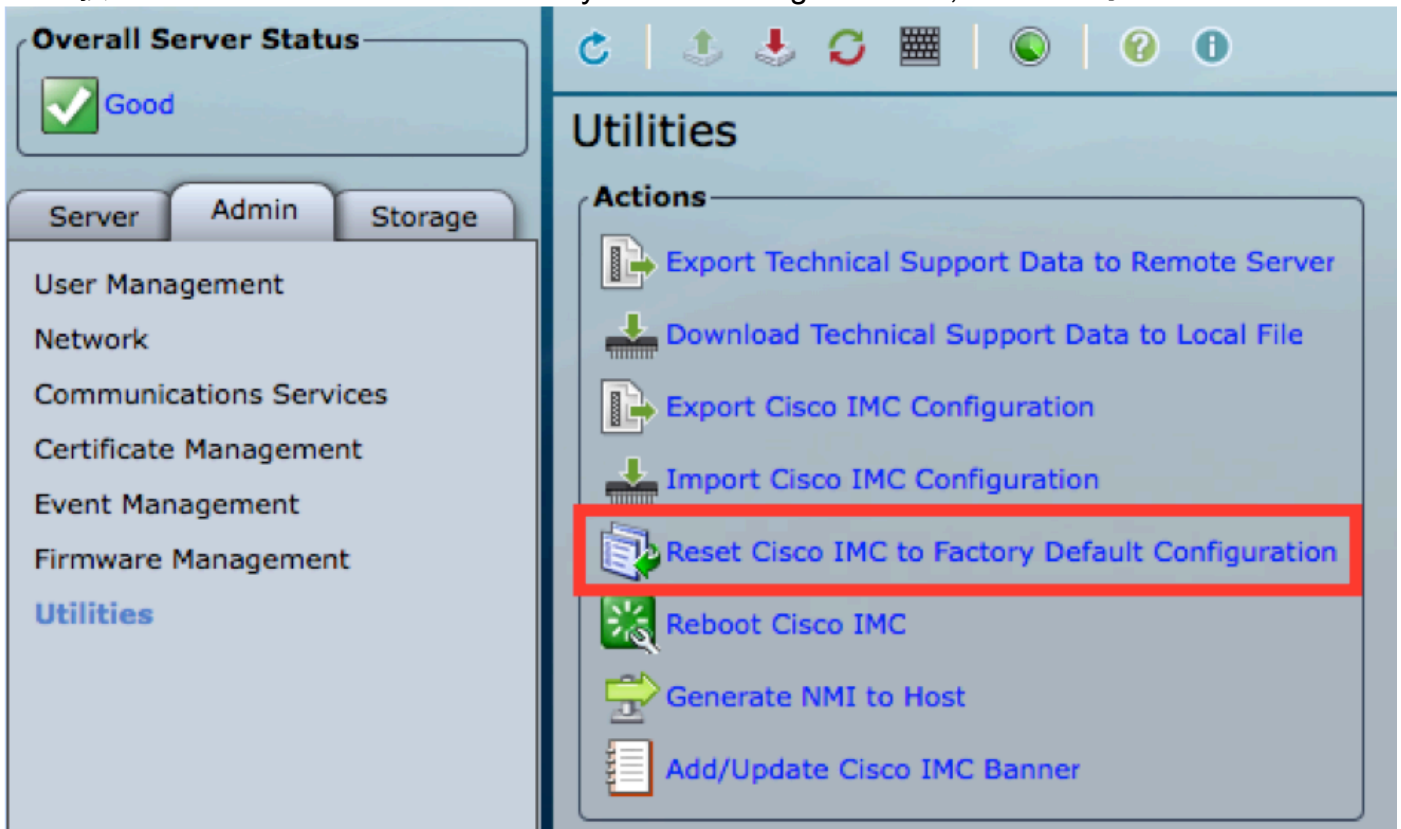 Overall Server Status
Good
Server
Admin
Storage
User Management
Network
Communications Services
Certificate Management
Event Management
Firmware Management
Utilities
Utilities
Actions
Export Technical Support Data to Remote Server
Download Technical Support Data to Local File
Export Cisco IMC Configuration
Import Cisco IMC Configuration
Reset Cisco IMC to Factory Default Configuration
Reboot Cisco IMC
Generate NMI to Host
Add/Update Cisco IMC Banner